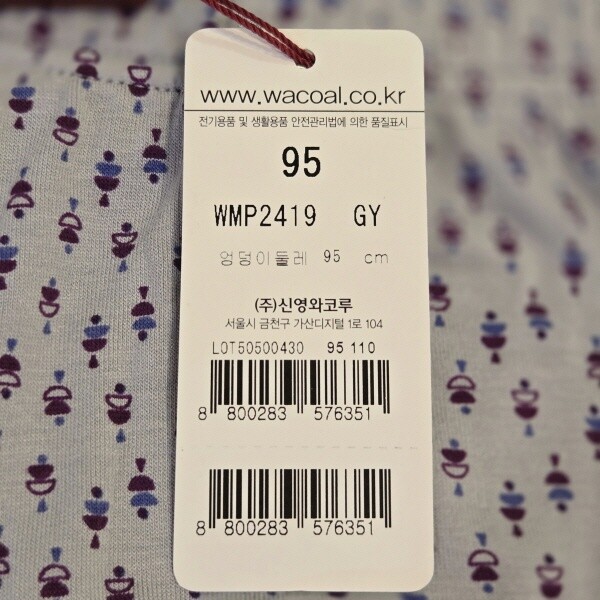 www.wacoal.co.kr
전기용품 및 생활용품 안전관리법에 의한 품질표시
95
WMP2419 GY
엉덩이둘레 95 cm
(주)신영와코루
서울시 금천구 가산디지털 1로 104
LOT50500430 95 110
8 800283 576351
8 800283 576351